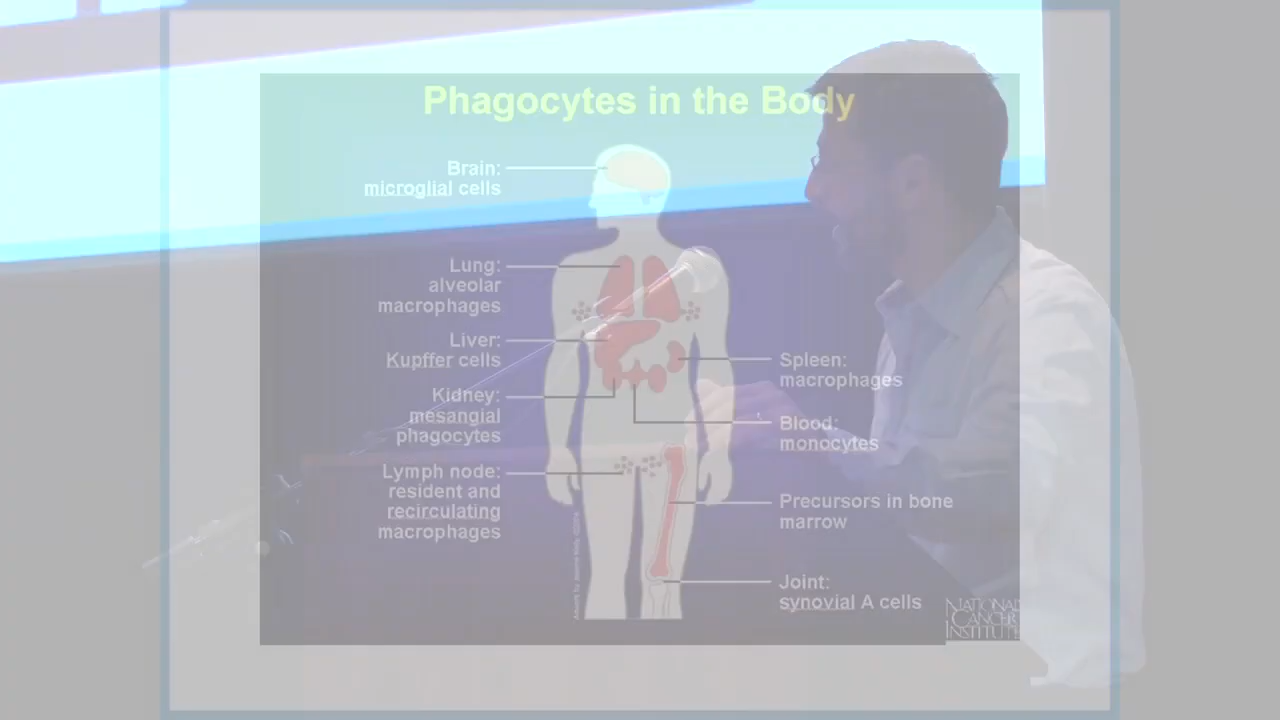 Phagocytes in the Body
Brain:
microglial cells
Lung:
alveolar
macrophages
Liver:
Kupffer cells
Kidney:
mesangial
phagocytes
Lymph node:
resident and
recirculating
macrophages
Spleen:
macrophages
Blood:
monocytes
Precursors in bone
marrow
Joint:
synovial A cells
NATIONAL
CANCER
INSTITUTE